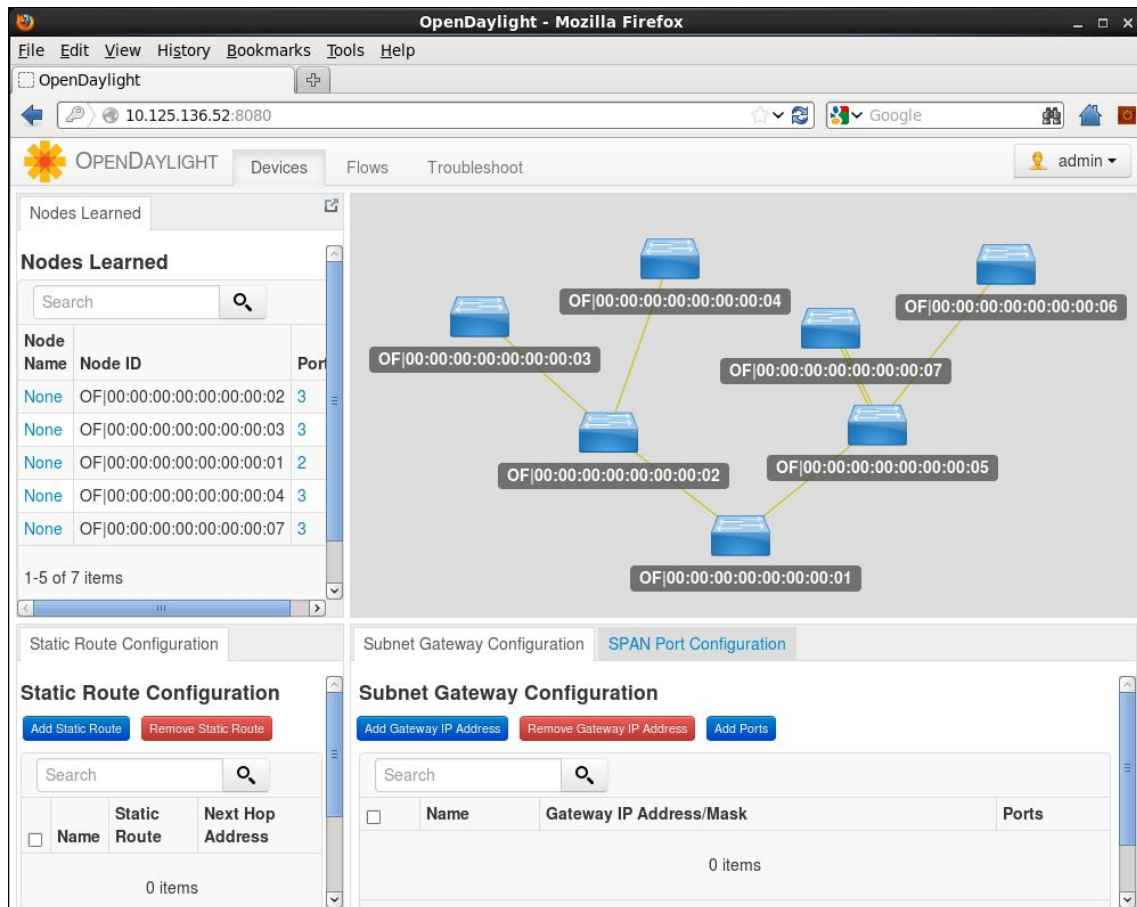 OpenDaylight - Mozilla Firefox
File Edit View History Bookmarks Tools Help
OpenDaylight
10.125.136.52:8080
Google
OPENDAYLIGHT Devices Flows Troubleshoot admin
Nodes Learned
Nodes Learned
Search
Node Name Node ID Port
None OF|00:00:00:00:00:00:00:02 3
None OF|00:00:00:00:00:00:00:03 3
None OF|00:00:00:00:00:00:00:01 2
None OF|00:00:00:00:00:00:00:04 3
None OF|00:00:00:00:00:00:00:07 3
1-5 of 7 items
OF|00:00:00:00:00:00:00:04
OF|00:00:00:00:00:00:00:06
OF|00:00:00:00:00:00:00:03
OF|00:00:00:00:00:00:00:07
OF|00:00:00:00:00:00:00:05
OF|00:00:00:00:00:00:00:02
OF|00:00:00:00:00:00:00:01
Static Route Configuration
Static Route Configuration
Add Static Route Remove Static Route
Search
Name Static Route Next Hop Address
0 items
Subnet Gateway Configuration SPAN Port Configuration
Subnet Gateway Configuration
Add Gateway IP Address Remove Gateway IP Address Add Ports
Search
Name Gateway IP Address/Mask Ports
0 items